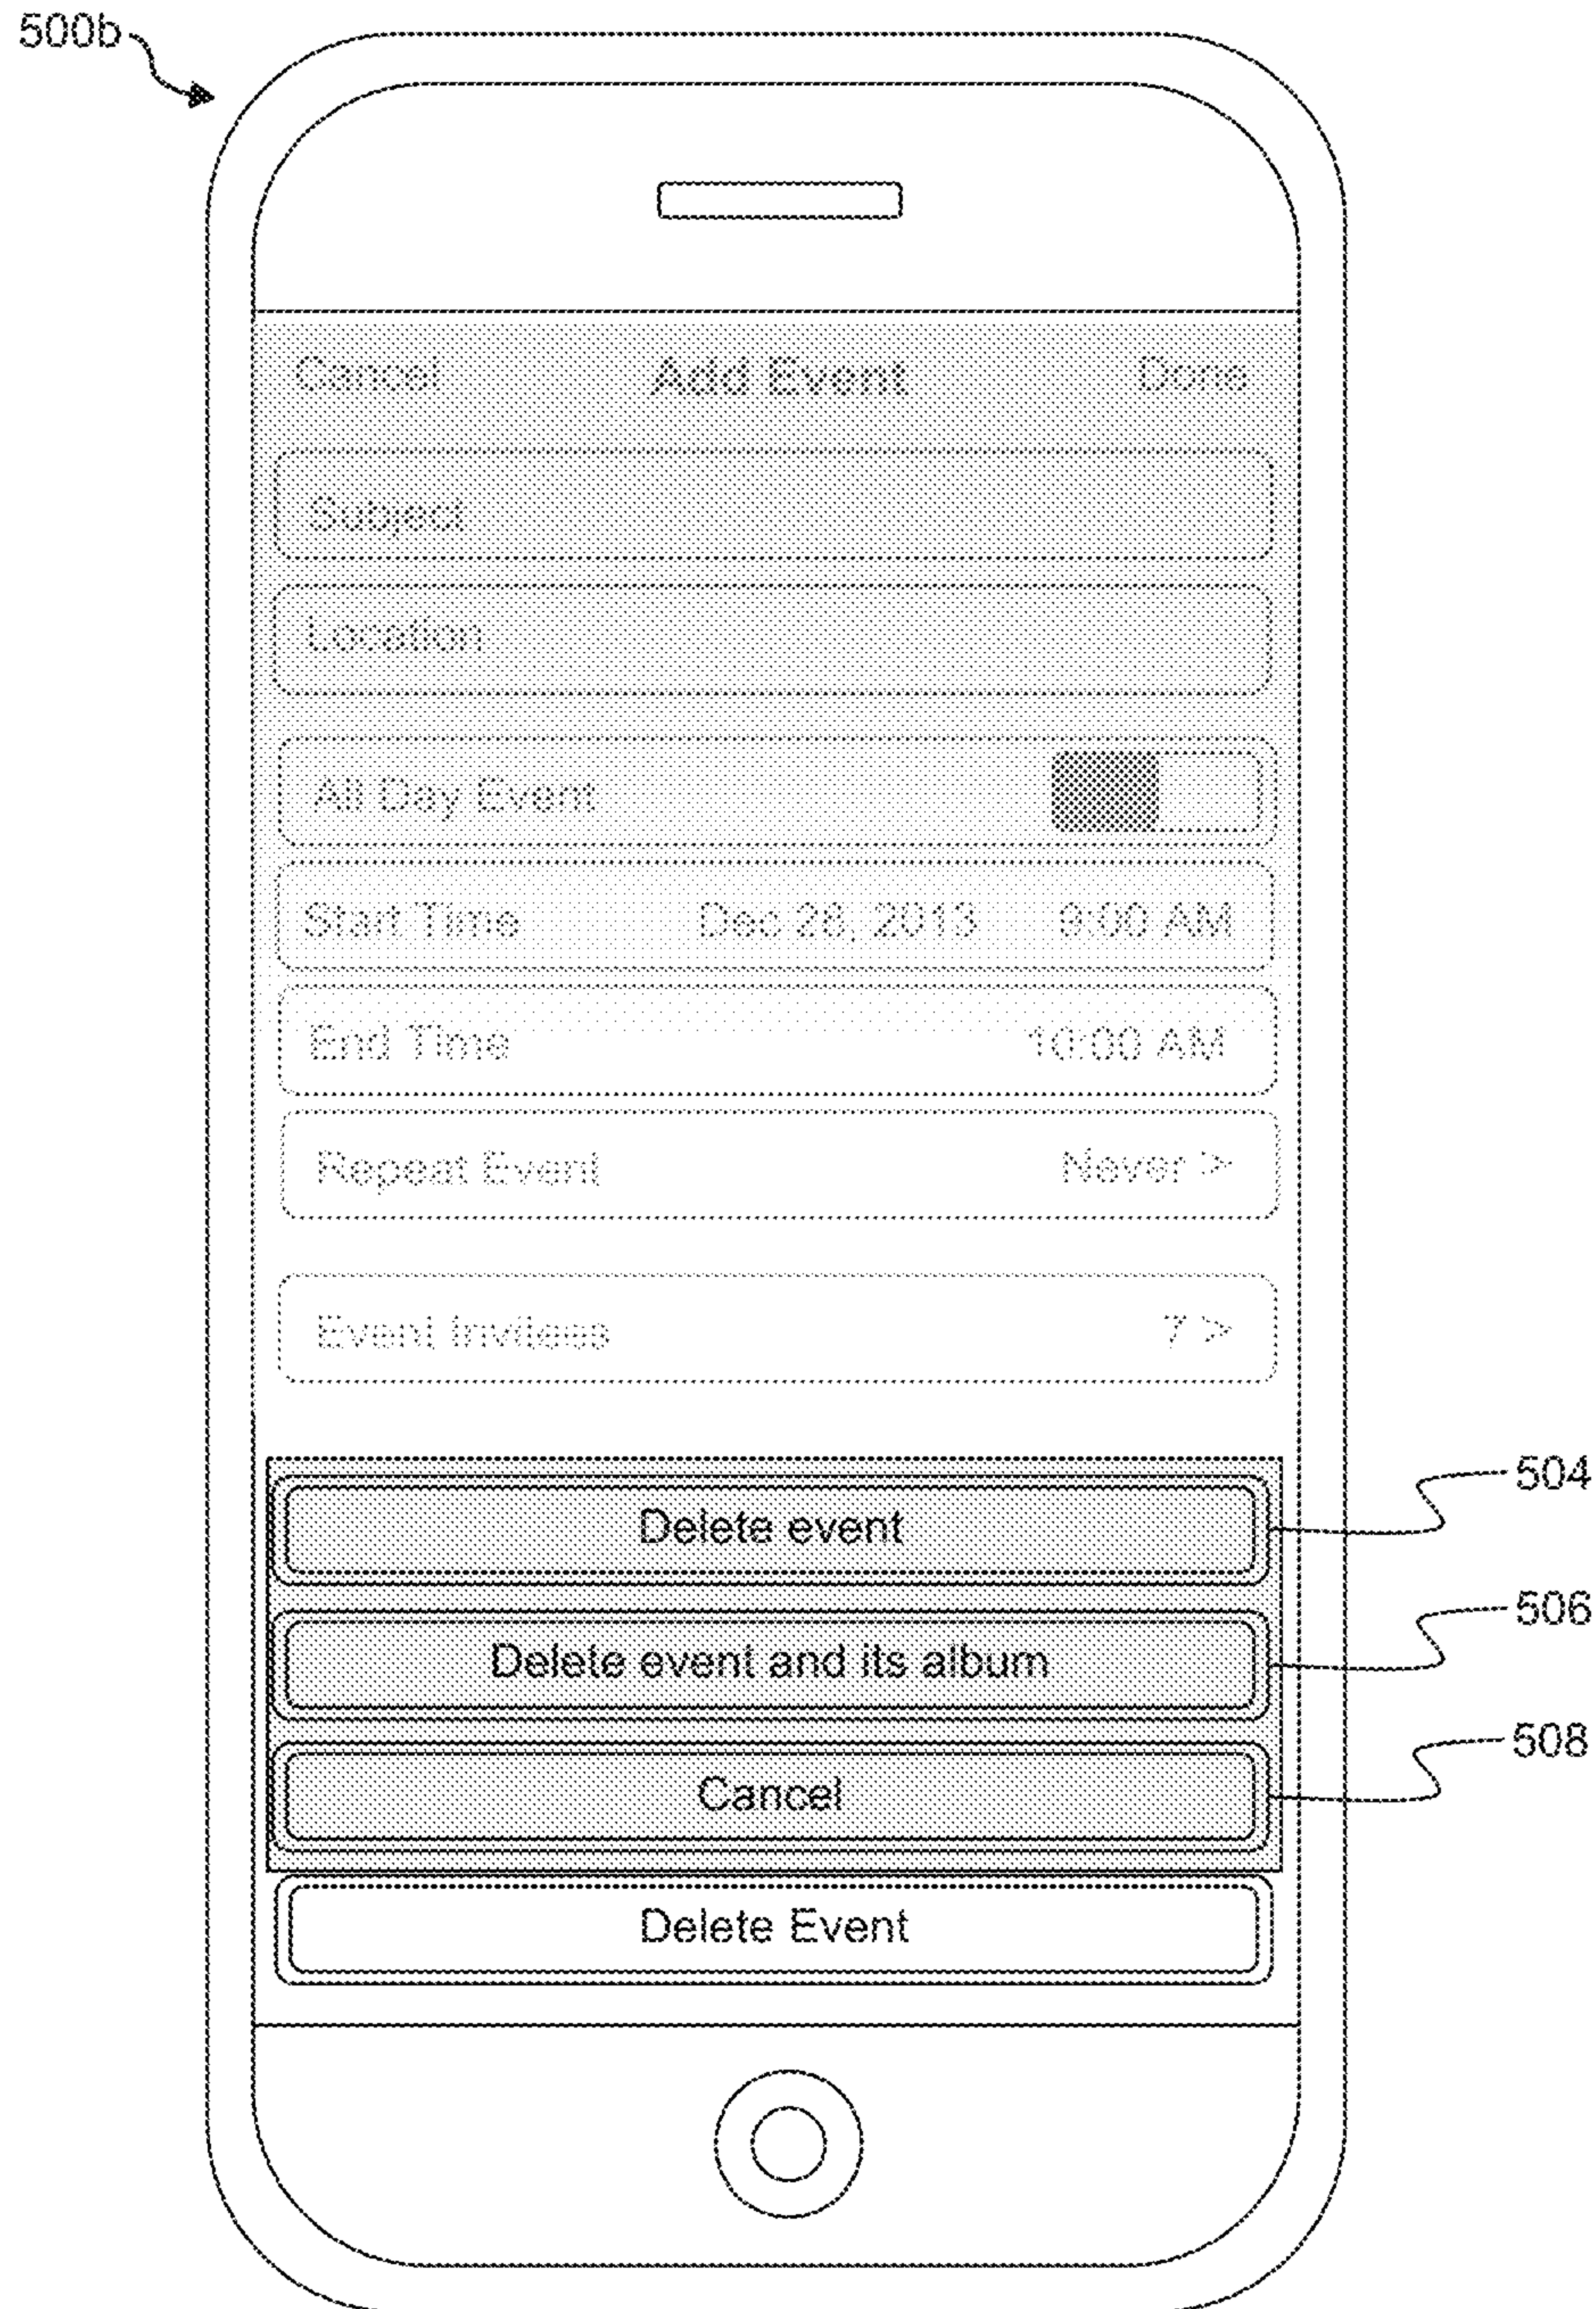 500b
Cancel Add Event Done
Subject
Location
All Day Event
Start Time Dec 28, 2013 9:00 AM
End Time 10:00 AM
Repeat Event Never >
Event Invitees 7 >
Delete event 504
Delete event and its album 506
Cancel 508
Delete Event